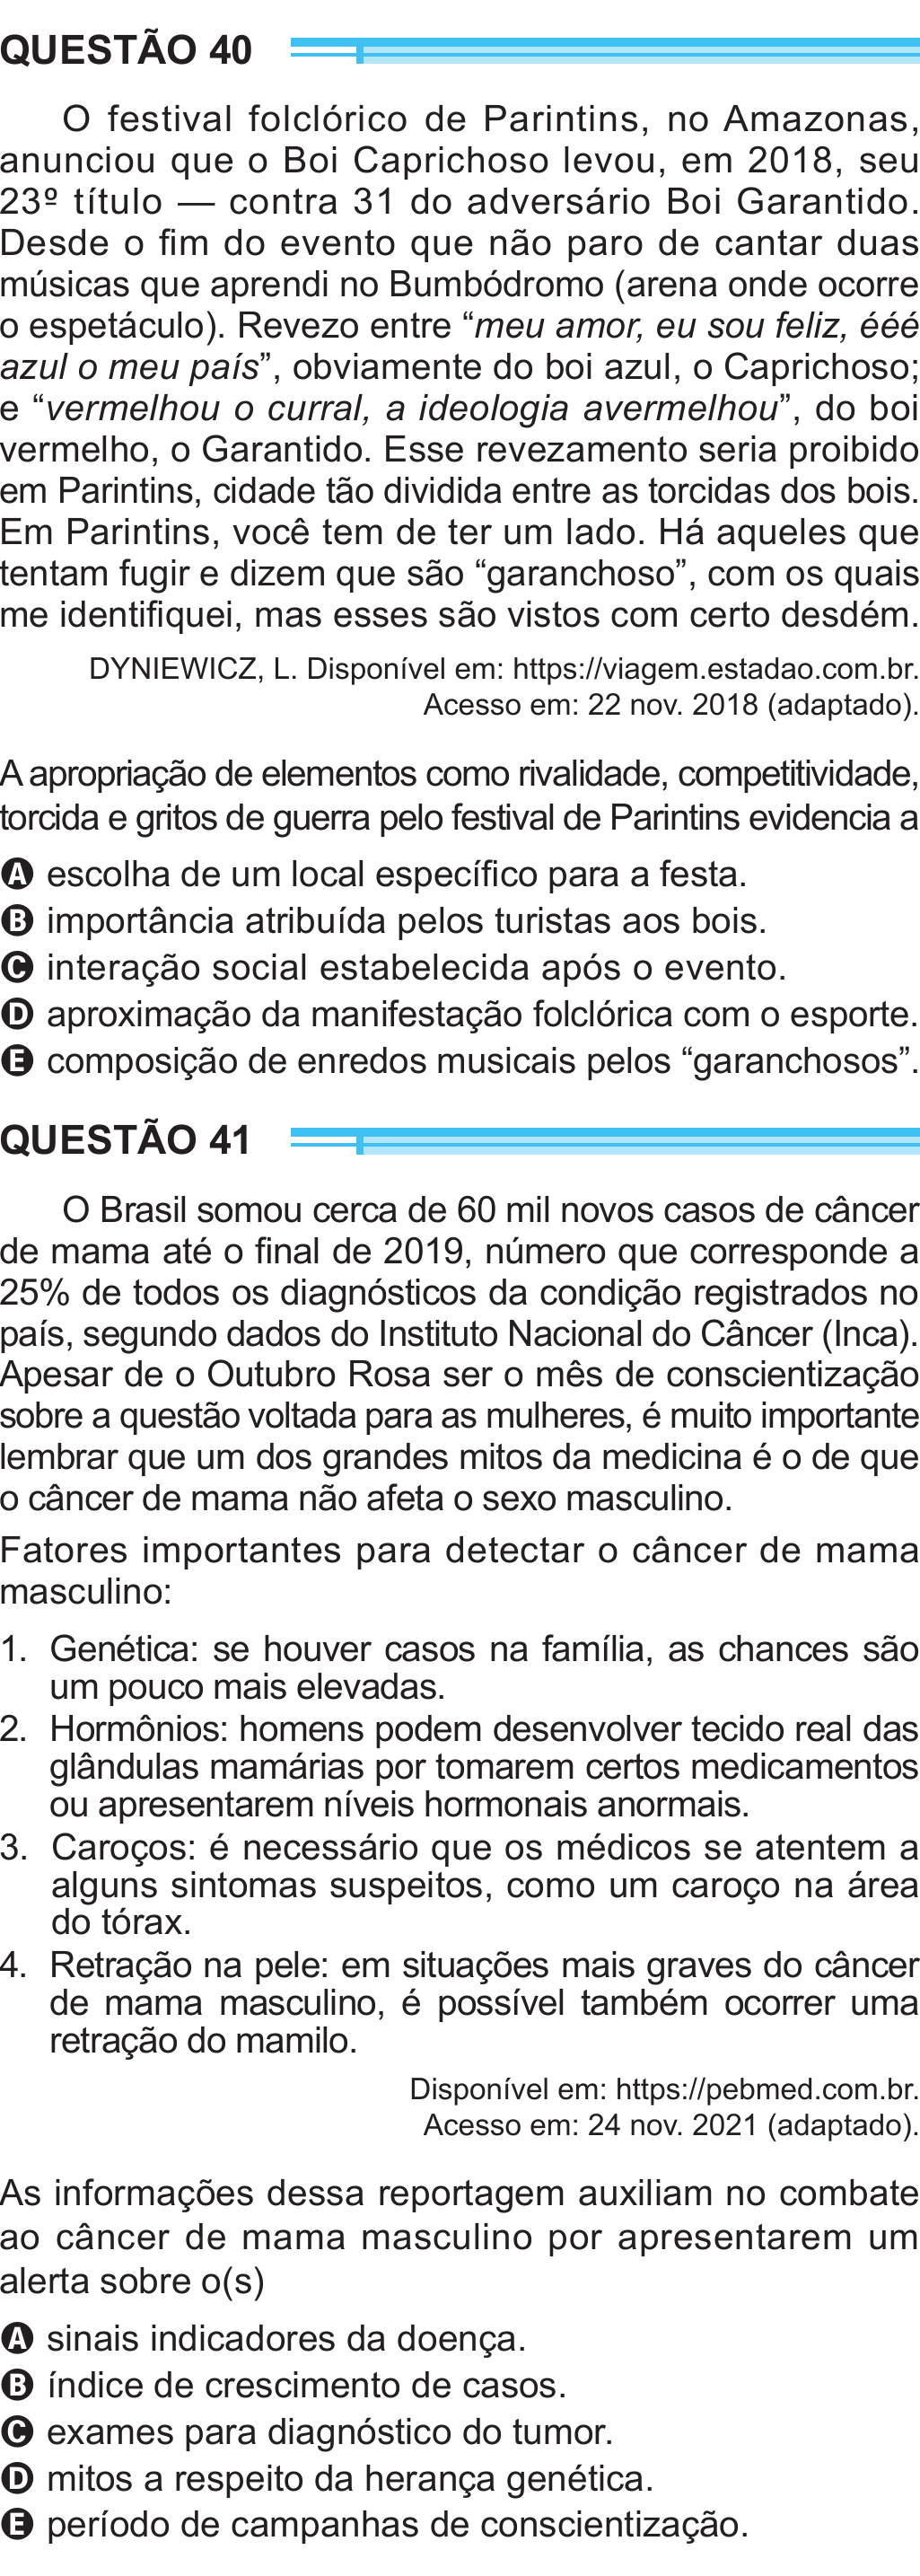 QUESTÃO 40
O festival folclórico de Parintins, no Amazonas,
anunciou que o Boi Caprichoso levou, em 2018, seu
23º título — contra 31 do adversário Boi Garantido.
Desde o fim do evento que não paro de cantar duas
músicas que aprendi no Bumbódromo (arena onde ocorre
o espetáculo). Revezo entre “meu amor, eu sou feliz, ééé
azul o meu país”, obviamente do boi azul, o Caprichoso;
e “vermelhou o curral, a ideologia avermelhou”, do boi
vermelho, o Garantido. Esse revezamento seria proibido
em Parintins, cidade tão dividida entre as torcidas dos bois.
Em Parintins, você tem de ter um lado. Há aqueles que
tentam fugir e dizem que são “garanchoso”, com os quais
me identifiquei, mas esses são vistos com certo desdém.
DYNIEWICZ, L. Disponível em: https://viagem.estadao.com.br.
Acesso em: 22 nov. 2018 (adaptado).
A apropriação de elementos como rivalidade, competitividade,
torcida e gritos de guerra pelo festival de Parintins evidencia a
A escolha de um local específico para a festa.
B importância atribuída pelos turistas aos bois.
C interação social estabelecida após o evento.
D aproximação da manifestação folclórica com o esporte.
E composição de enredos musicais pelos “garanchosos”.
QUESTÃO 41
O Brasil somou cerca de 60 mil novos casos de câncer
de mama até o final de 2019, número que corresponde a
25% de todos os diagnósticos da condição registrados no
país, segundo dados do Instituto Nacional do Câncer (Inca).
Apesar de o Outubro Rosa ser o mês de conscientização
sobre a questão voltada para as mulheres, é muito importante
lembrar que um dos grandes mitos da medicina é o de que
o câncer de mama não afeta o sexo masculino.
Fatores importantes para detectar o câncer de mama
masculino:
1. Genética: se houver casos na família, as chances são
um pouco mais elevadas.
2. Hormônios: homens podem desenvolver tecido real das
glândulas mamárias por tomarem certos medicamentos
ou apresentarem níveis hormonais anormais.
3. Caroços: é necessário que os médicos se atentem a
alguns sintomas suspeitos, como um caroço na área
do tórax.
4. Retração na pele: em situações mais graves do câncer
de mama masculino, é possível também ocorrer uma
retração do mamilo.
Disponível em: https://pebmed.com.br.
Acesso em: 24 nov. 2021 (adaptado).
As informações dessa reportagem auxiliam no combate
ao câncer de mama masculino por apresentarem um
alerta sobre o(s)
A sinais indicadores da doença.
B índice de crescimento de casos.
C exames para diagnóstico do tumor.
D mitos a respeito da herança genética.
E período de campanhas de conscientização.